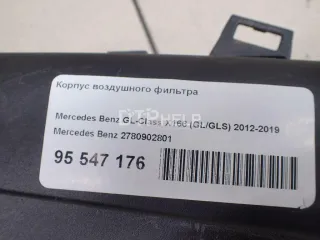 Корпус воздушного фильтра
Mercedes Benz GL-Class X166 (GL/GLS) 2012-2019
Mercedes Benz 2780902801
95 547 176